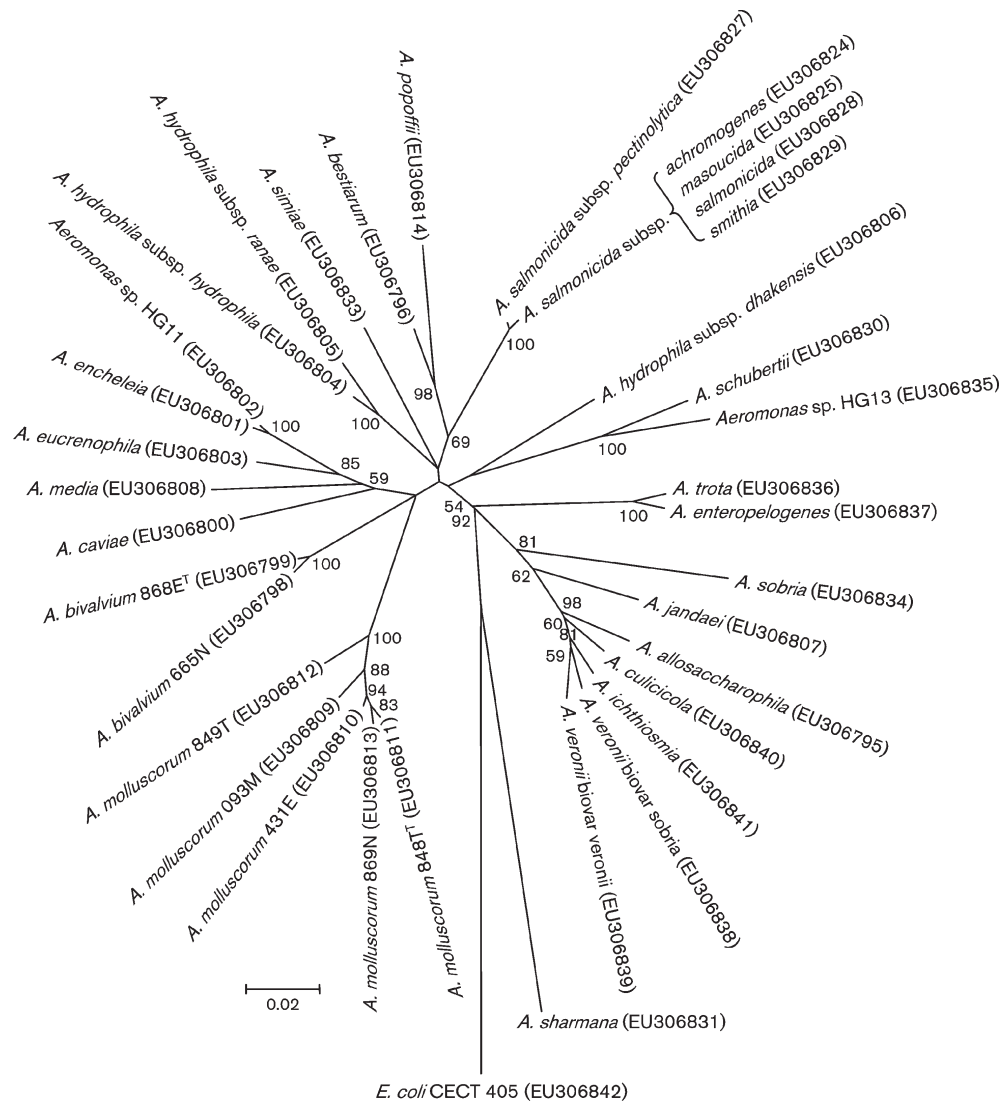 A. popoffii (EU306814)
A. bestiarum (EU306796)
A. simiae (EU306833)
A. hydrophila subsp. ranae (EU306805)
A. hydrophila subsp. hydrophila (EU306804)
Aeromonas sp. HG11 (EU306802)
A. encheleia (EU306801)
A. eucrenophila (EU306803)
A. media (EU306808)
A. caviae (EU306800)
A. bivalvium 868Eᵀ (EU306799)
A. bivalvium 665N (EU306798)
A. molluscorum 849T (EU306812)
A. molluscorum 093M (EU306809)
A. molluscorum 431E (EU306810)
A. molluscorum 869N (EU306813)
A. molluscorum 848Tᵀ (EU306811)
A. salmonicida subsp. pectinolytica (EU306827)
A. salmonicida subsp.
achromogenes (EU306824)
masoucida (EU306825)
salmonicida (EU306828)
smithia (EU306829)
A. hydrophila subsp. dhakensis (EU306806)
A. schubertii (EU306830)
Aeromonas sp. HG13 (EU306835)
A. trota (EU306836)
A. enteropelogenes (EU306837)
A. sobria (EU306834)
A. jandaei (EU306807)
A. allosaccharophila (EU306795)
A. culicicola (EU306840)
A. ichthiosmia (EU306841)
A. veronii biovar sobria (EU306838)
A. veronii biovar veronii (EU306839)
A. sharmana (EU306831)
E. coli CECT 405 (EU306842)
100
98
69
100
100
85
59
100
100
88
94
83
100
54
92
100
81
62
98
60
81
59
0.02